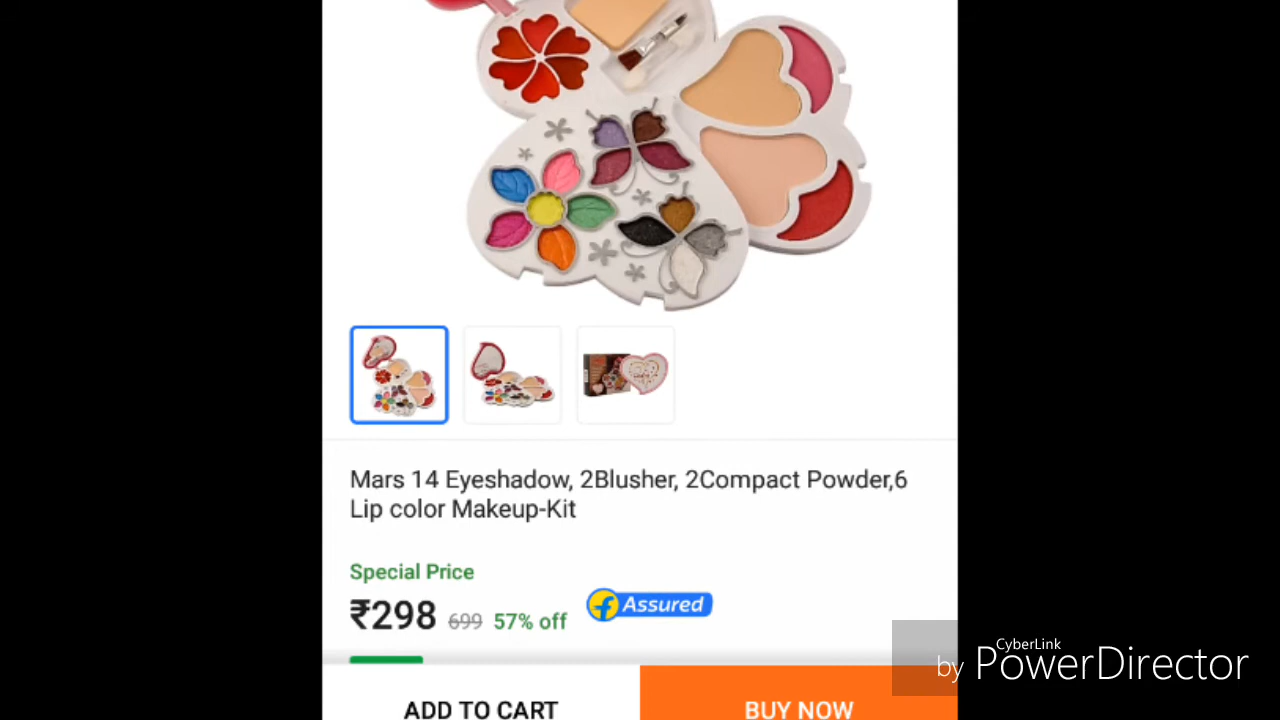 Mars 14 Eyeshadow, 2Blusher, 2Compact Powder,6
Lip color Makeup-Kit
Special Price
₹298 699 57% off
Assured
ADD TO CART
BUY NOW
CyberLink
by PowerDirector